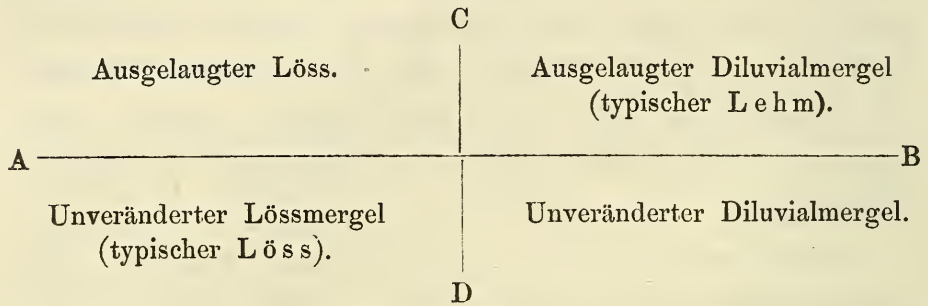 C
Ausgelaugter Löss.
Ausgelaugter Diluvialmergel
(typischer Lehm).
A
B
Unveränderter Lössmergel
(typischer Löss).
Unveränderter Diluvialmergel.
D